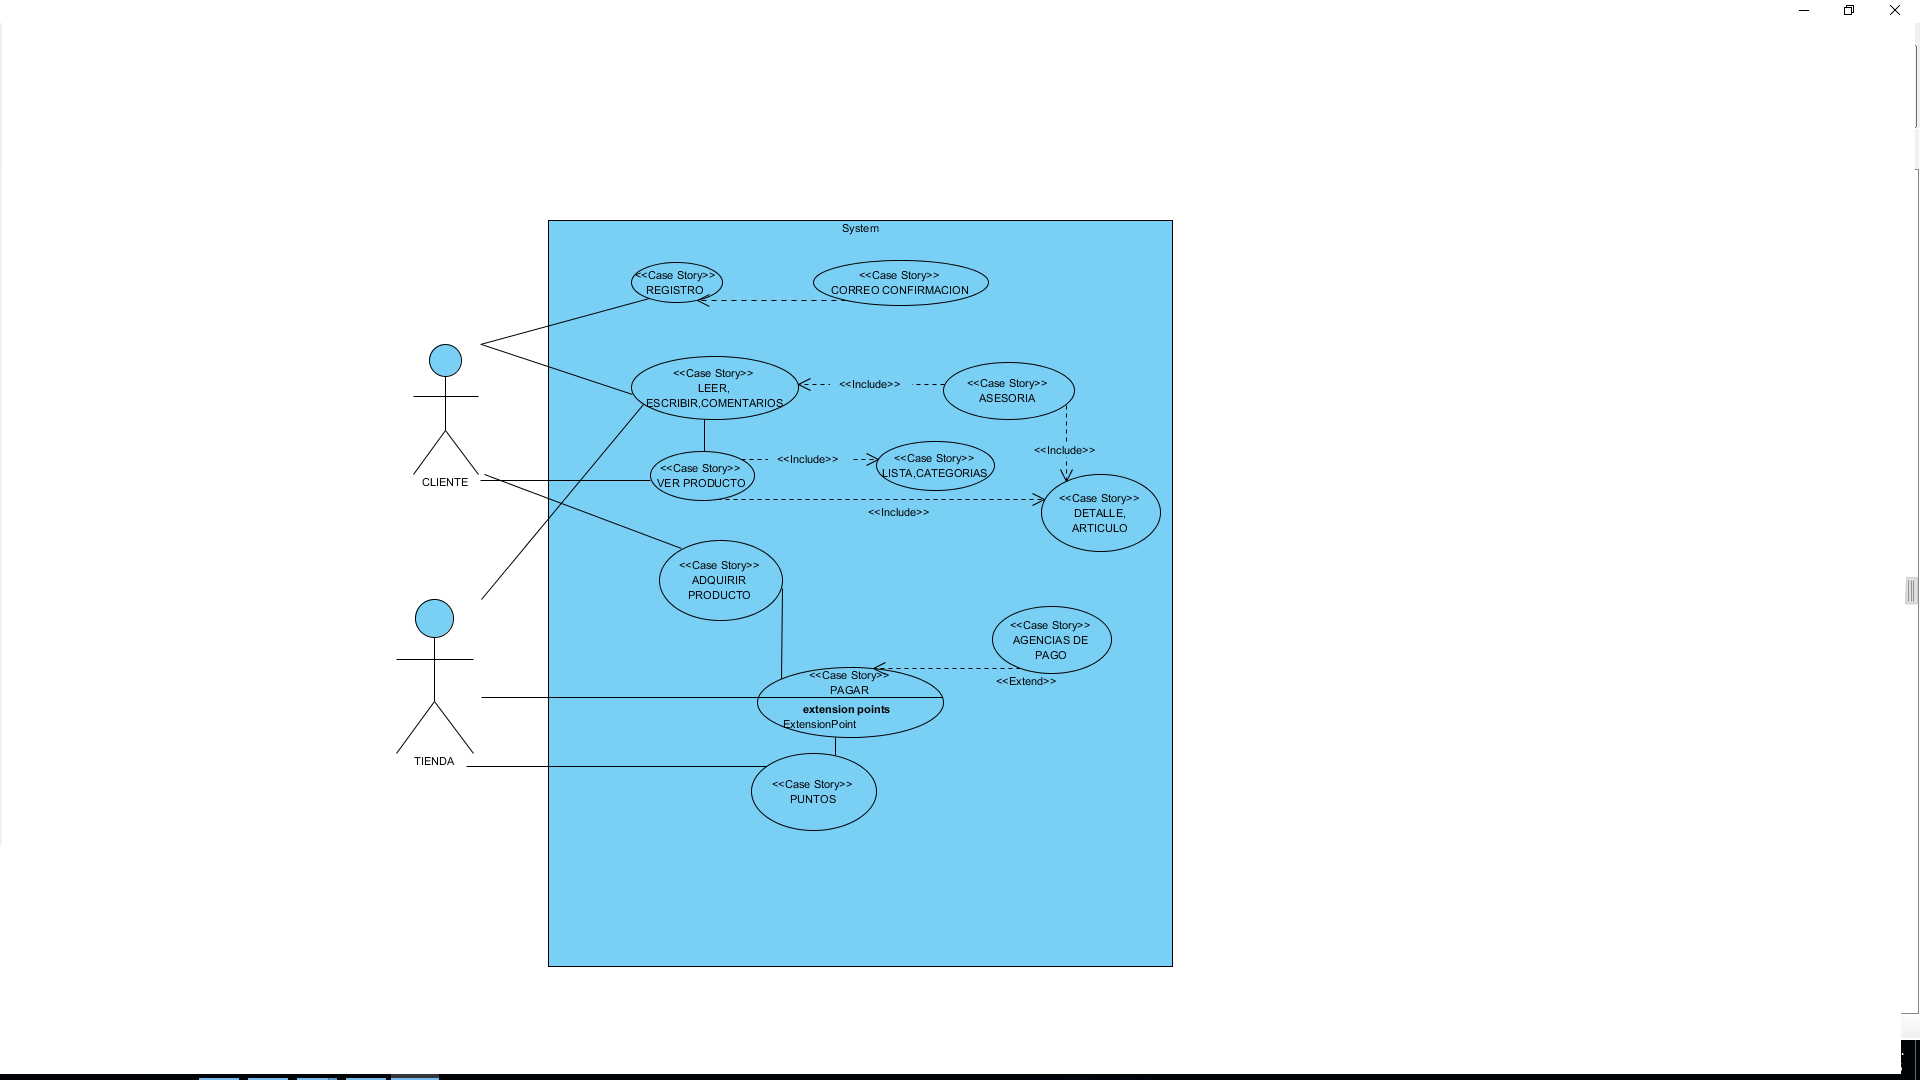 System
<<Case Story>>
REGISTRO
<<Case Story>>
CORREO CONFIRMACION
<<Case Story>>
LEER,
ESCRIBIR,COMENTARIOS
<<Include>>
<<Case Story>>
ASESORIA
<<Include>>
<<Case Story>>
VER PRODUCTO
<<Include>>
<<Case Story>>
LISTA,CATEGORIAS
CLIENTE
<<Include>>
<<Case Story>>
DETALLE,
ARTICULO
<<Case Story>>
ADQUIRIR
PRODUCTO
<<Case Story>>
AGENCIAS DE
PAGO
<<Extend>>
<<Case Story>>
PAGAR
extension points
ExtensionPoint
TIENDA
<<Case Story>>
PUNTOS